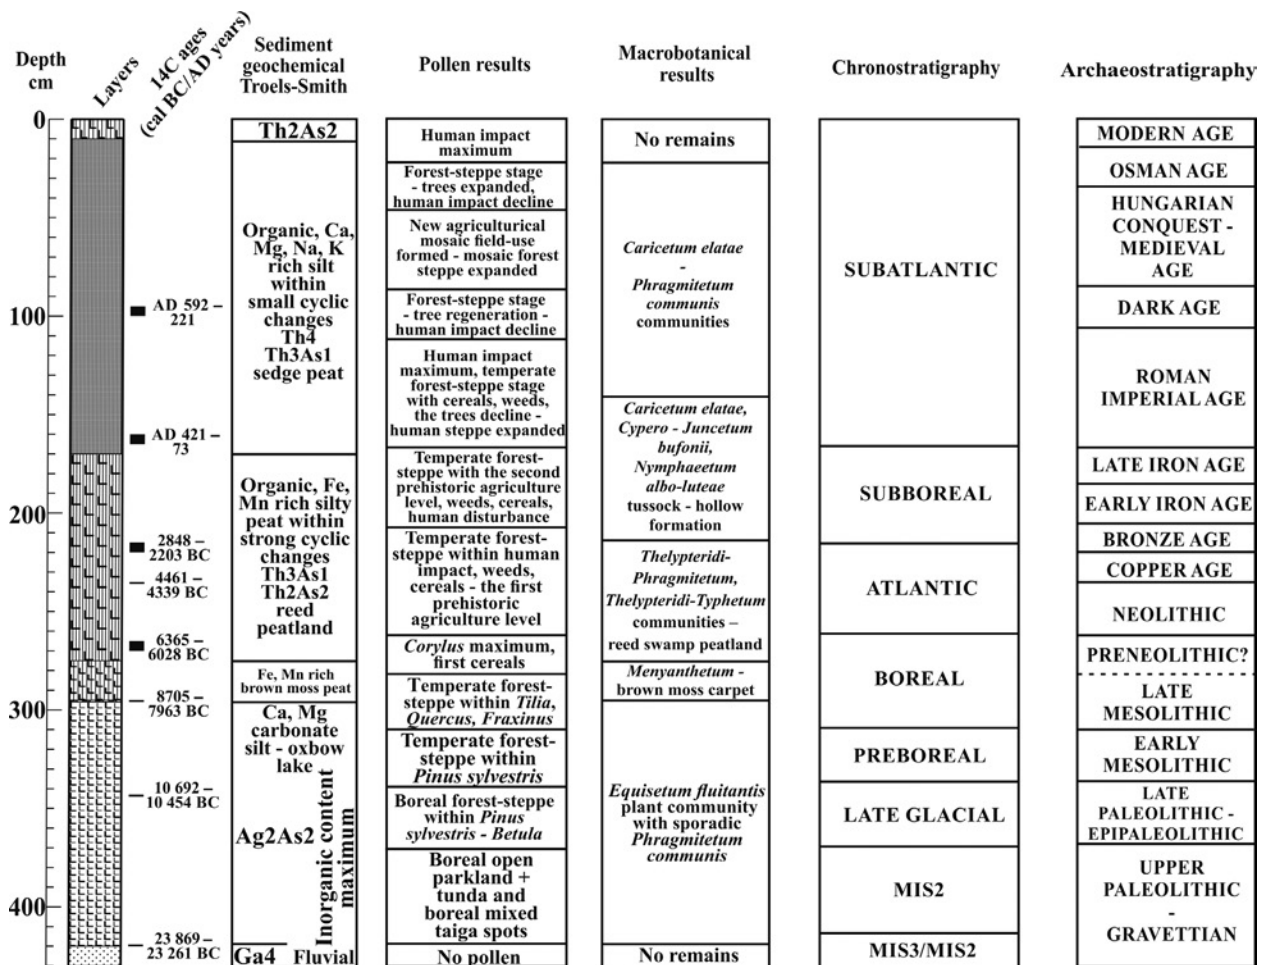 Depth
cm
Layers
14C ages
(cal BC/AD years)
Sediment
geochemical
Troels-Smith
Pollen results
Macrobotanical
results
Chronostratigraphy
Archaeostratigraphy
0
100
200
300
400
AD 592 –
221
AD 421 –
73
2848 –
2203 BC
4461 –
4339 BC
6365 –
6028 BC
8705 –
7963 BC
10 692 –
10 454 BC
23 869 –
23 261 BC
Th2As2
Organic, Ca,
Mg, Na, K
rich silt
within
small cyclic
changes
Th4
Th3As1
sedge peat
Organic, Fe,
Mn rich silty
peat within
strong cyclic
changes
Th3As1
Th2As2
reed
peatland
Fe, Mn rich
brown moss peat
Ca, Mg
carbonate
silt - oxbow
lake
Ag2As2
Inorganic content
maximum
Ga4 Fluvial
Human impact
maximum
Forest-steppe stage
- trees expanded,
human impact decline
New agriculturical
mosaic field-use
formed - mosaic forest
steppe expanded
Forest-steppe stage
- tree regeneration -
human impact decline
Human impact
maximum, temperate
forest-steppe stage
with cereals, weeds,
the trees decline -
human steppe expanded
Temperate forest-
steppe with the second
prehistoric agriculture
level, weeds, cereals,
human disturbance
Temperate forest-
steppe within human
impact, weeds,
cereals - the first
prehistoric
agriculture level
Corylus maximum,
first cereals
Temperate forest-
steppe within Tilia,
Quercus, Fraxinus
Temperate forest-
steppe within
Pinus sylvestris
Boreal forest-steppe
within Pinus
sylvestris - Betula
Boreal open
parkland +
tunda and
boreal mixed
taiga spots
No pollen
No remains
Caricetum elatae
-
Phragmitetum
communis
communities
Caricetum elatae,
Cypero - Juncetum
bufonii,
Nymphaeetum
albo-luteae
tussock - hollow
formation
Thelypteridi-
Phragmitetum,
Thelypteridi-Typhetum
communities –
reed swamp peatland
Menyanthetum -
brown moss carpet
Equisetum fluitantis
plant community
with sporadic
Phragmitetum
communis
No remains
SUBATLANTIC
SUBBOREAL
ATLANTIC
BOREAL
PREBOREAL
LATE GLACIAL
MIS2
MIS3/MIS2
MODERN AGE
OSMAN AGE
HUNGARIAN
CONQUEST -
MEDIEVAL
AGE
DARK AGE
ROMAN
IMPERIAL AGE
LATE IRON AGE
EARLY IRON AGE
BRONZE AGE
COPPER AGE
NEOLITHIC
PRENEOLITHIC?
LATE
MESOLITHIC
EARLY
MESOLITHIC
LATE
PALEOLITHIC -
EPIPALEOLITHIC
UPPER
PALEOLITHIC
-
GRAVETTIAN